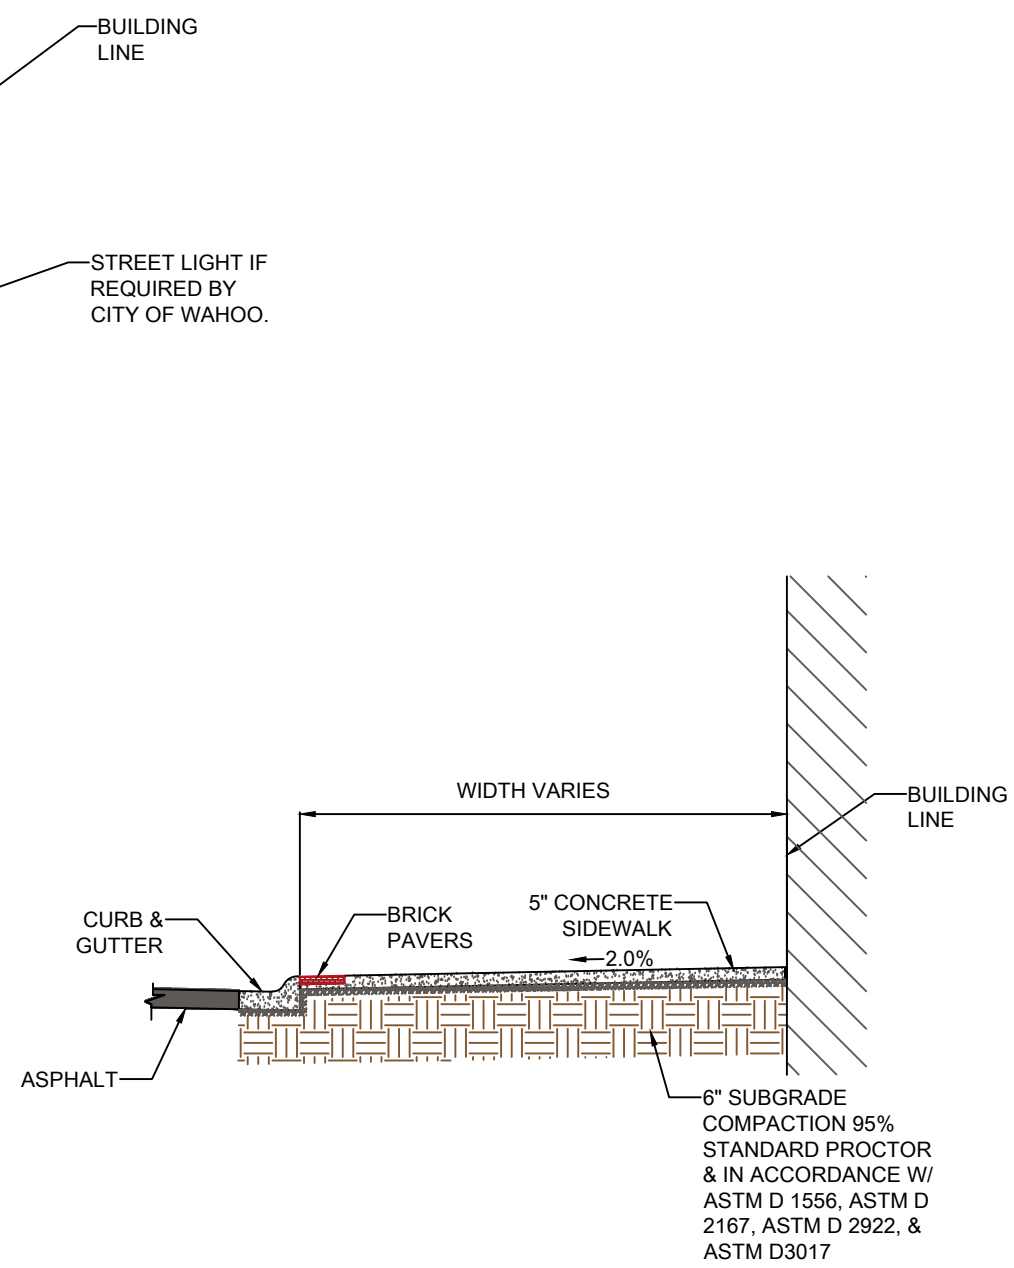 BUILDING
LINE
STREET LIGHT IF
REQUIRED BY
CITY OF WAHOO.
WIDTH VARIES
BUILDING
LINE
5" CONCRETE
SIDEWALK
BRICK
PAVERS
CURB &
GUTTER
2.0%
ASPHALT
6" SUBGRADE
COMPACTION 95%
STANDARD PROCTOR
& IN ACCORDANCE W/
ASTM D 1556, ASTM D
2167, ASTM D 2922, &
ASTM D3017